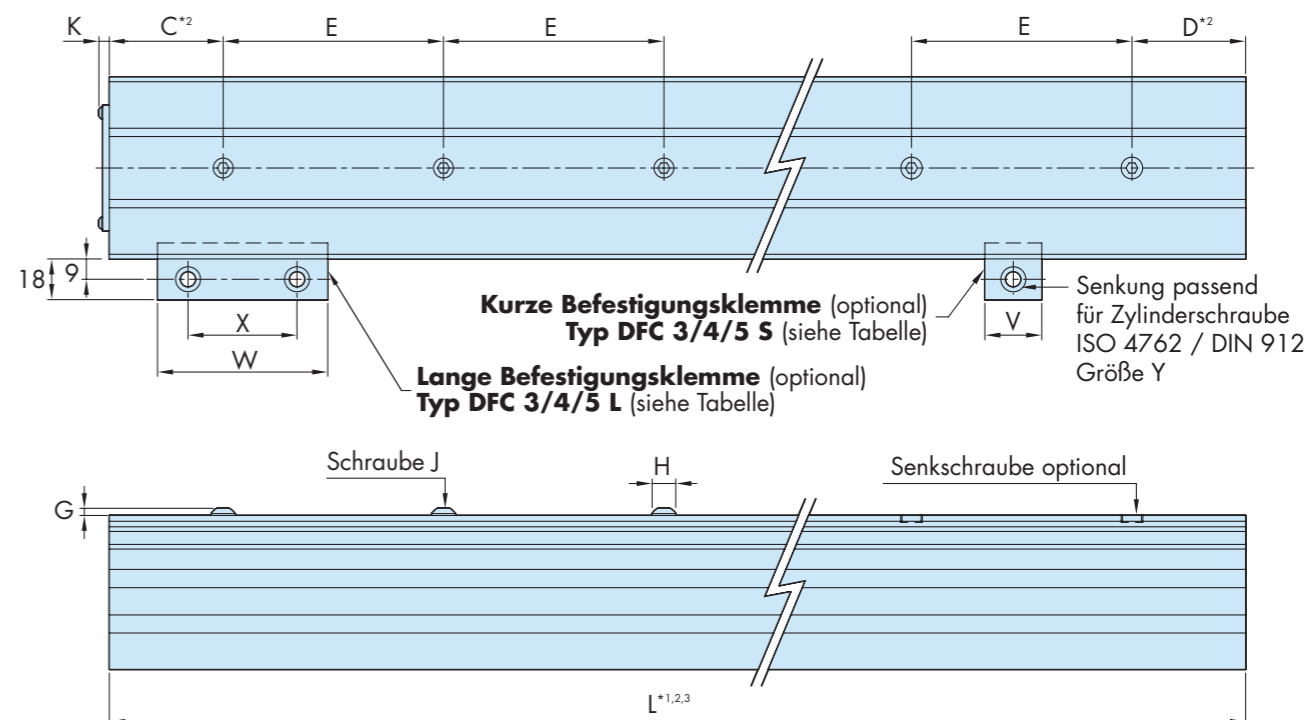 K C*2 E E E D*2
18 9
X
W
V
Kurze Befestigungsklemme (optional)
Typ DFC 3/4/5 S (siehe Tabelle)
Senkung passend
für Zylinderschraube
ISO 4762 / DIN 912
Größe Y
Lange Befestigungsklemme (optional)
Typ DFC 3/4/5 L (siehe Tabelle)
Schraube J
H
Senkschraube optional
G
L*1,2,3